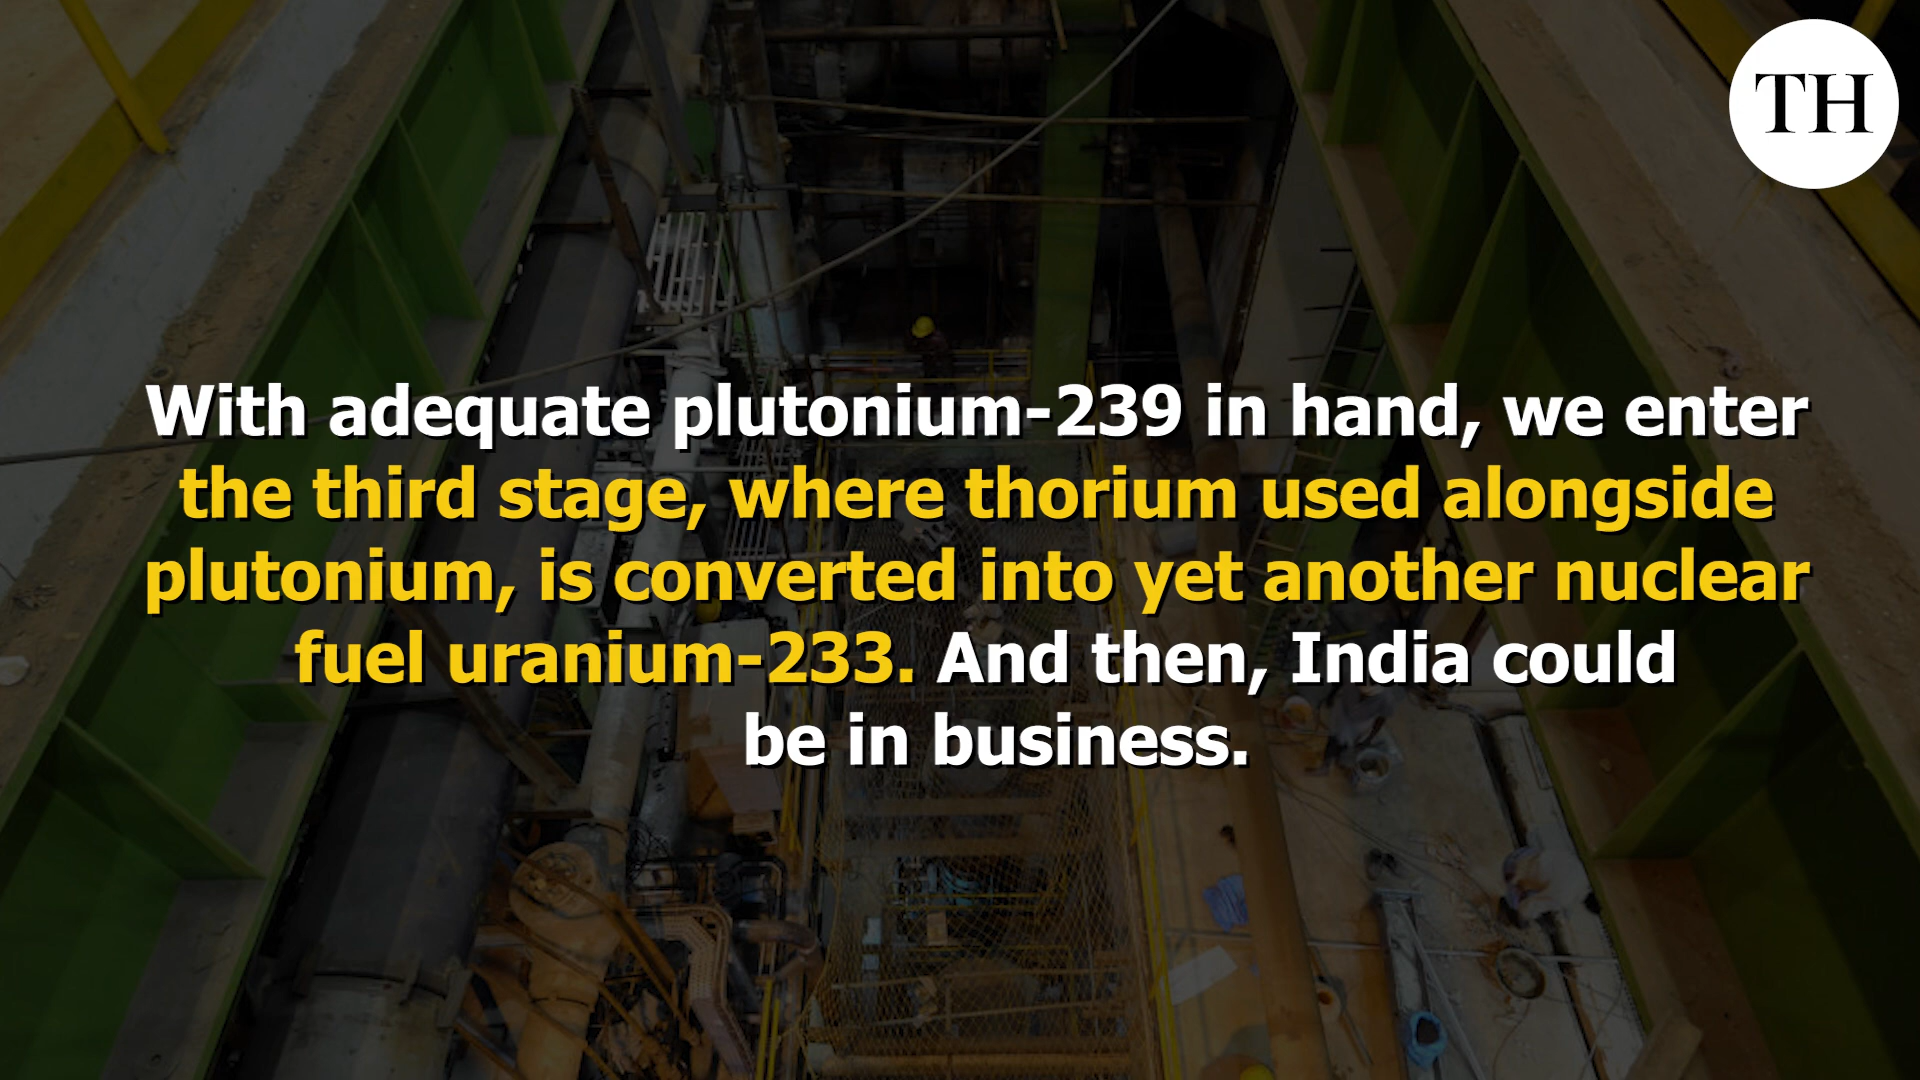 TH
With adequate plutonium-239 in hand, we enter
the third stage, where thorium used alongside
plutonium, is converted into yet another nuclear
fuel uranium-233. And then, India could
be in business.